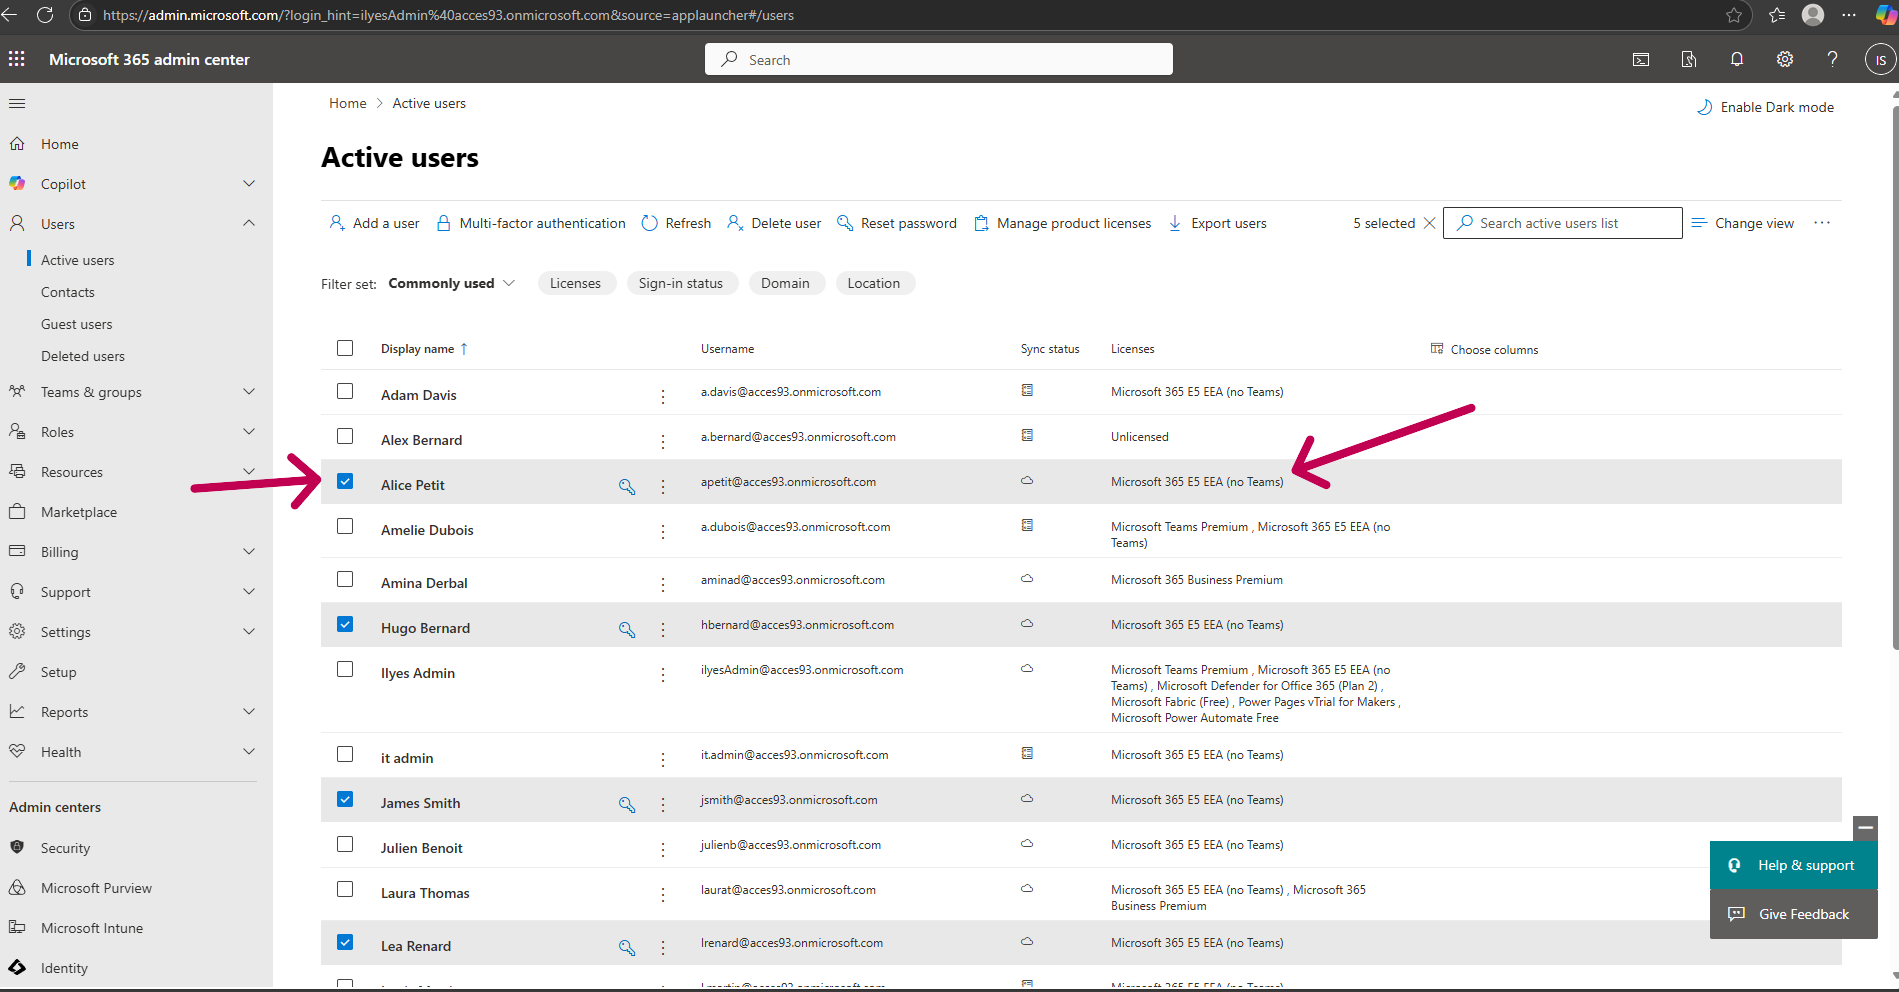 https://admin.microsoft.com/?login_hint=ilyesAdmin%40acces93.onmicrosoft.com&source=applauncher#/users
Microsoft 365 admin center
Search
IS
Home
Copilot
Users
Active users
Contacts
Guest users
Deleted users
Teams & groups
Roles
Resources
Marketplace
Billing
Support
Settings
Setup
Reports
Health
Admin centers
Security
Microsoft Purview
Microsoft Intune
Identity
Home > Active users
Enable Dark mode
Active users
Add a user Multi-factor authentication Refresh Delete user Reset password Manage product licenses Export users 5 selected Search active users list Change view
Filter set: Commonly used Licenses Sign-in status Domain Location
Display name ↑ Username Sync status Licenses Choose columns
Adam Davis a.davis@acces93.onmicrosoft.com Microsoft 365 E5 EEA (no Teams)
Alex Bernard a.bernard@acces93.onmicrosoft.com Unlicensed
Alice Petit apetit@acces93.onmicrosoft.com Microsoft 365 E5 EEA (no Teams)
Amelie Dubois a.dubois@acces93.onmicrosoft.com Microsoft Teams Premium , Microsoft 365 E5 EEA (no
Teams)
Amina Derbal aminad@acces93.onmicrosoft.com Microsoft 365 Business Premium
Hugo Bernard hbernard@acces93.onmicrosoft.com Microsoft 365 E5 EEA (no Teams)
Ilyes Admin ilyesAdmin@acces93.onmicrosoft.com Microsoft Teams Premium , Microsoft 365 E5 EEA (no
Teams) , Microsoft Defender for Office 365 (Plan 2) ,
Microsoft Fabric (Free) , Power Pages vTrial for Makers ,
Microsoft Power Automate Free
it admin it.admin@acces93.onmicrosoft.com Microsoft 365 E5 EEA (no Teams)
James Smith jsmith@acces93.onmicrosoft.com Microsoft 365 E5 EEA (no Teams)
Julien Benoit julienb@acces93.onmicrosoft.com Microsoft 365 E5 EEA (no Teams)
Laura Thomas laurat@acces93.onmicrosoft.com Microsoft 365 E5 EEA (no Teams) , Microsoft 365
Business Premium
Lea Renard lrenard@acces93.onmicrosoft.com Microsoft 365 E5 EEA (no Teams)
Help & support
Give Feedback